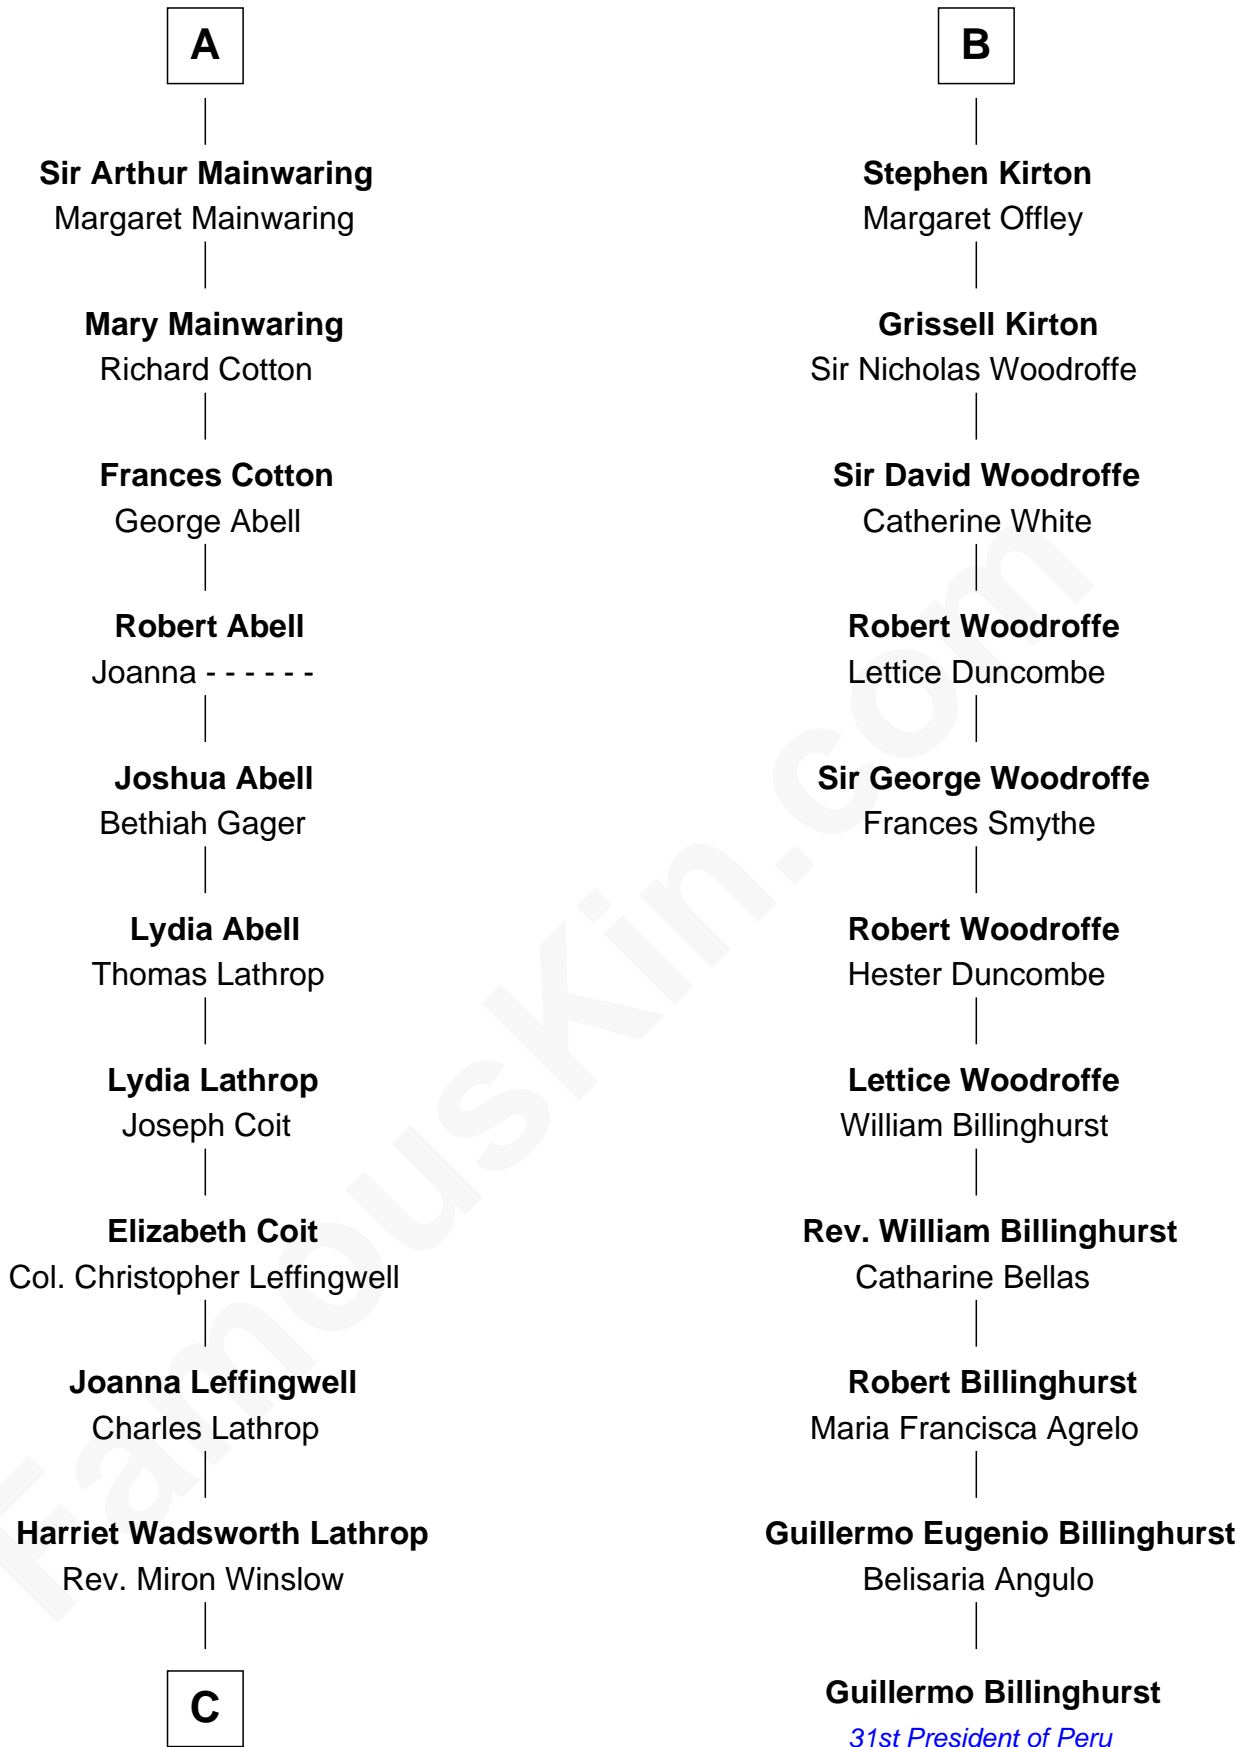 A
Sir Arthur Mainwaring
Margaret Mainwaring
Mary Mainwaring
Richard Cotton
Frances Cotton
George Abell
Robert Abell
Joanna - - - - - -
Joshua Abell
Bethiah Gager
Lydia Abell
Thomas Lathrop
Lydia Lathrop
Joseph Coit
Elizabeth Coit
Col. Christopher Leffingwell
Joanna Leffingwell
Charles Lathrop
Harriet Wadsworth Lathrop
Rev. Miron Winslow
C
B
Stephen Kirton
Margaret Offley
Grissell Kirton
Sir Nicholas Woodroffe
Sir David Woodroffe
Catherine White
Robert Woodroffe
Lettice Duncombe
Sir George Woodroffe
Frances Smythe
Robert Woodroffe
Hester Duncombe
Lettice Woodroffe
William Billinghurst
Rev. William Billinghurst
Catharine Bellas
Robert Billinghurst
Maria Francisca Agrelo
Guillermo Eugenio Billinghurst
Belisaria Angulo
Guillermo Billinghurst
31st President of Peru
FamousKin.com